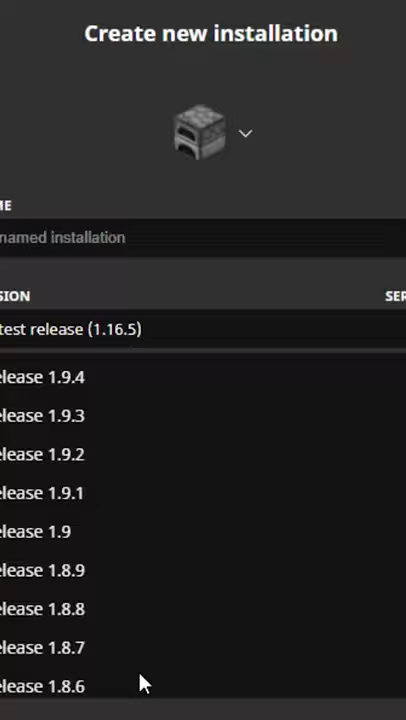 Create new installation
ME
named installation
SION
SER
test release (1.16.5)
elease 1.9.4
elease 1.9.3
elease 1.9.2
elease 1.9.1
elease 1.9
elease 1.8.9
elease 1.8.8
elease 1.8.7
elease 1.8.6